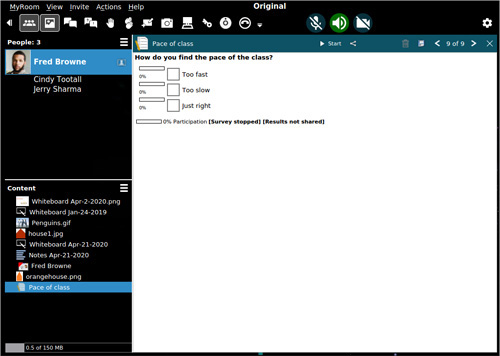 MyRoom View Invite Actions Help
Original
People: 3
Fred Browne
Cindy Tootall
Jerry Sharma
Content
Whiteboard Apr-2-2020.png
Whiteboard Jan-24-2019
Penguins.gif
house1.jpg
Whiteboard Apr-21-2020
Notes Apr-21-2020
Fred Browne
orangehouse.png
Pace of class
0.5 of 150 MB
Pace of class
Start
9 of 9
How do you find the pace of the class?
0% Too fast
0% Too slow
0% Just right
0% Participation [Survey stopped] [Results not shared]